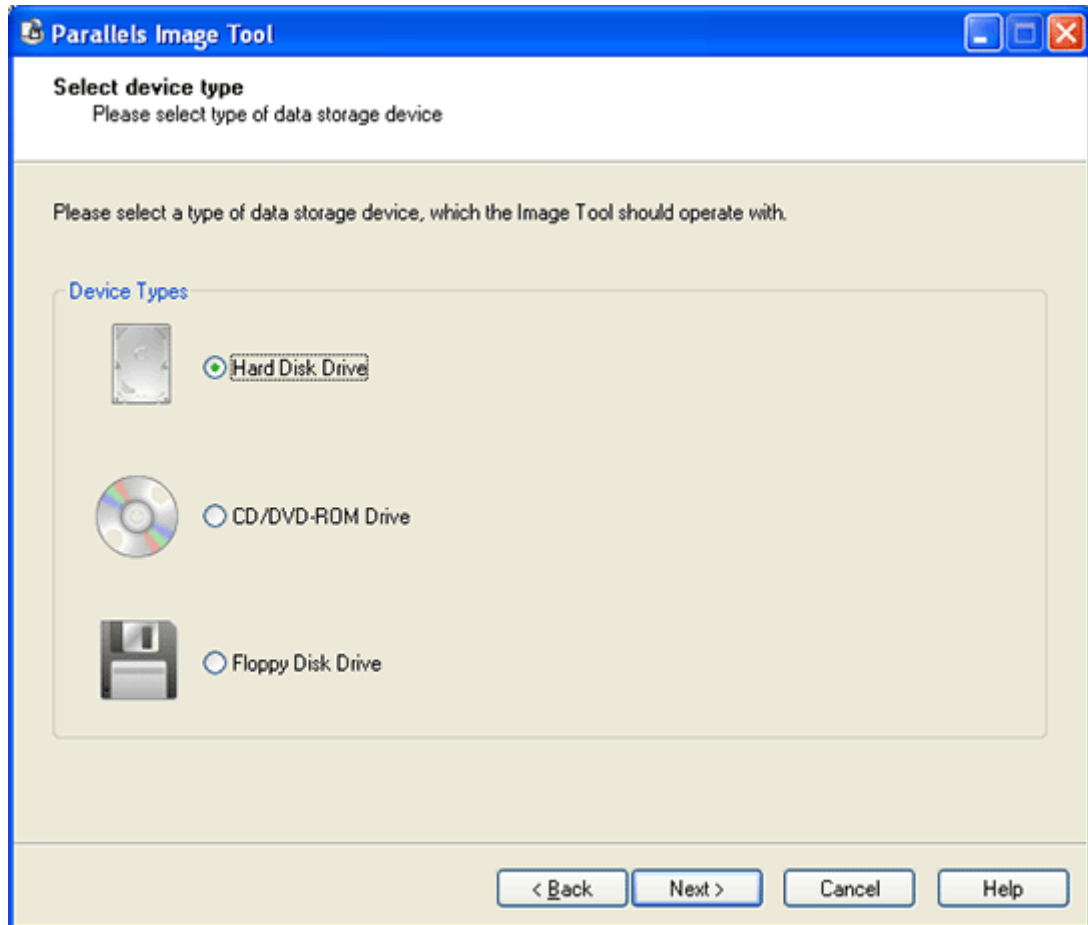 Parallels Image Tool
Select device type
Please select type of data storage device
Please select a type of data storage device, which the Image Tool should operate with.
Device Types
Hard Disk Drive
CD/DVD-ROM Drive
Floppy Disk Drive
< Back Next > Cancel Help